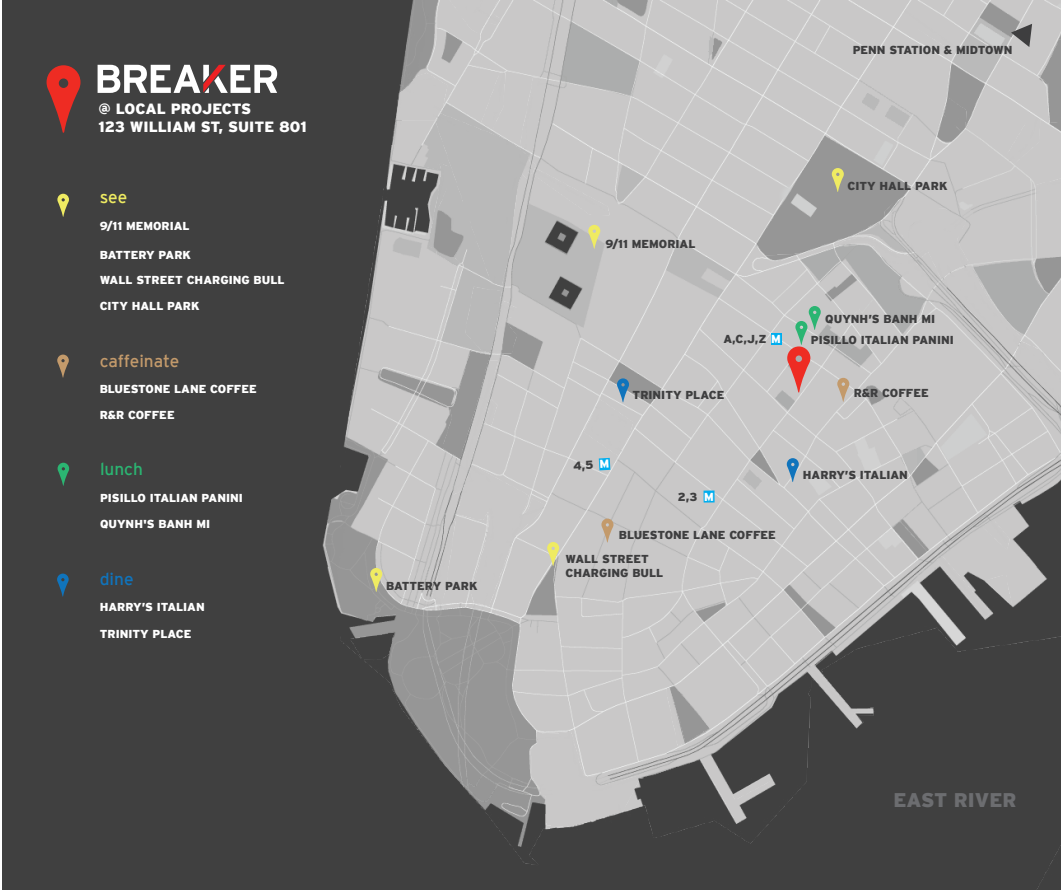 BREAKER
@ LOCAL PROJECTS
123 WILLIAM ST, SUITE 801
see
9/11 MEMORIAL
BATTERY PARK
WALL STREET CHARGING BULL
CITY HALL PARK
caffeinate
BLUESTONE LANE COFFEE
R&R COFFEE
lunch
PISILLO ITALIAN PANINI
QUYNH'S BANH MI
dine
HARRY'S ITALIAN
TRINITY PLACE
PENN STATION & MIDTOWN
CITY HALL PARK
9/11 MEMORIAL
QUYNH'S BANH MI
A,C,J,Z M
PISILLO ITALIAN PANINI
TRINITY PLACE
R&R COFFEE
4,5 M
HARRY'S ITALIAN
2,3 M
BLUESTONE LANE COFFEE
WALL STREET
CHARGING BULL
BATTERY PARK
EAST RIVER